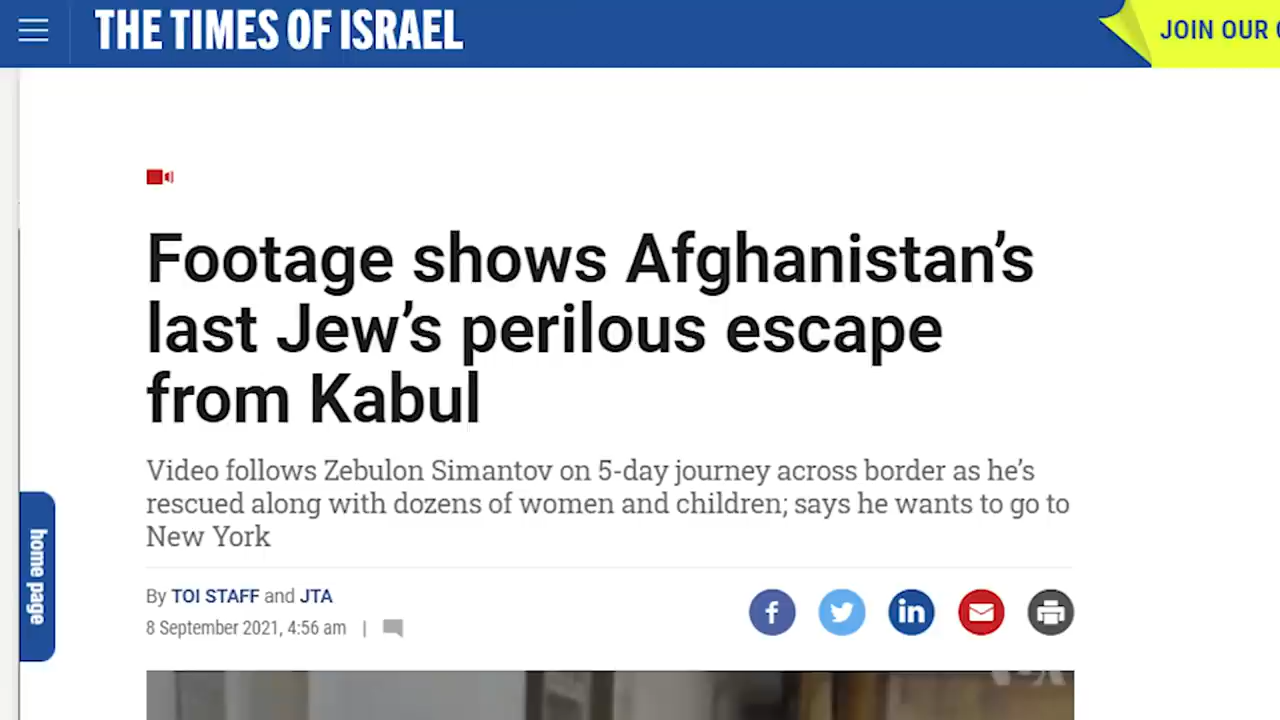 THE TIMES OF ISRAEL
JOIN OUR
Footage shows Afghanistan’s
last Jew’s perilous escape
from Kabul
Video follows Zebulon Simantov on 5-day journey across border as he’s
rescued along with dozens of women and children; says he wants to go to
New York
By TOI STAFF and JTA
8 September 2021, 4:56 am |
home page